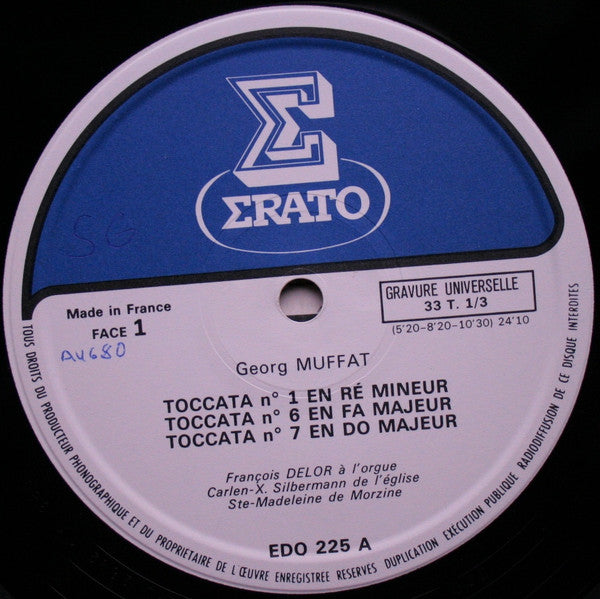 ΣRATO
SG
Made in France
FACE 1
AU680
GRAVURE UNIVERSELLE
33 T. 1/3
(5'20-8'20-10'30) 24'10
Georg MUFFAT
TOCCATA n° 1 EN RÉ MINEUR
TOCCATA n° 6 EN FA MAJEUR
TOCCATA n° 7 EN DO MAJEUR
François DELOR à l'orgue
Carlen-X. Silbermann de l'église
Ste-Madeleine de Morzine
EDO 225 A
TOUS DROITS DU PRODUCTEUR PHONOGRAPHIQUE ET DU PROPRIETAIRE DE L'ŒUVRE ENREGISTREE RESERVES DUPLICATION EXECUTION PUBLIQUE RADIODIFFUSION DE CE DISQUE INTERDITES